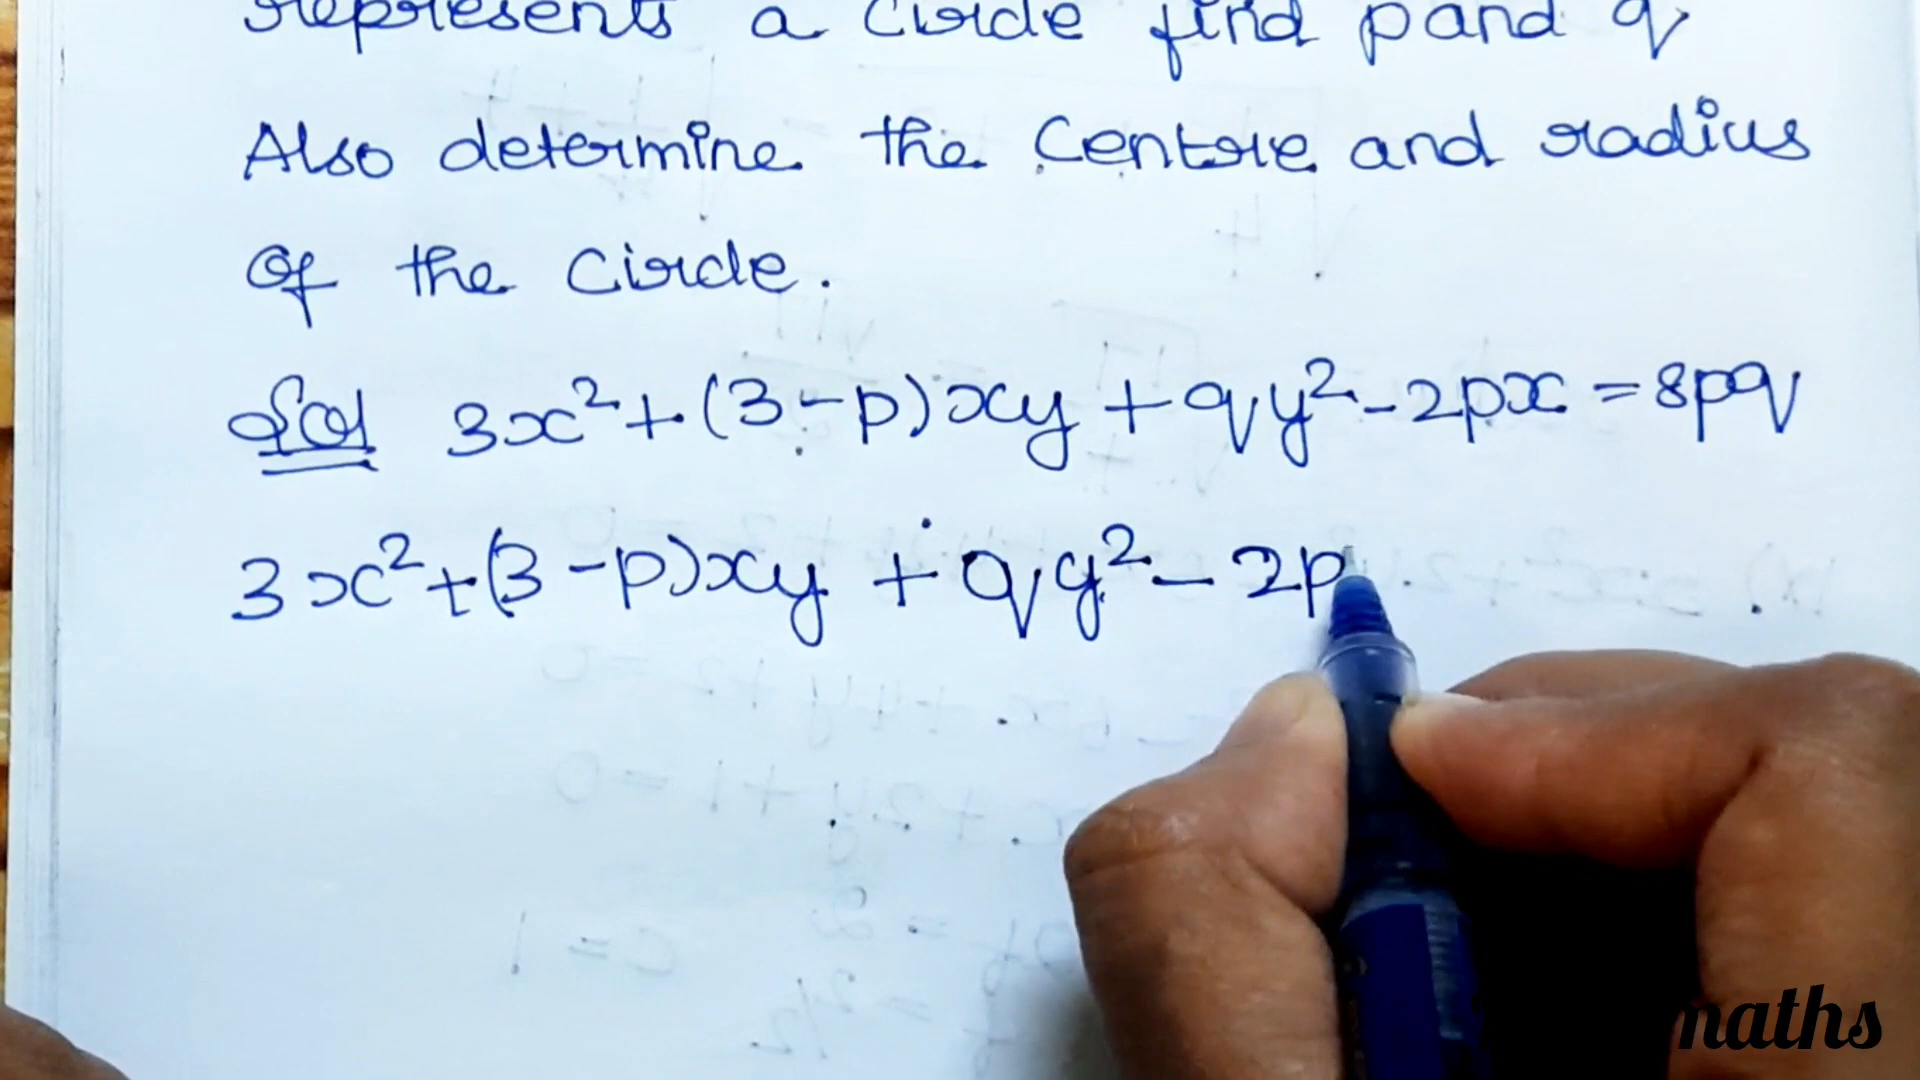 represents a Circle find p and q
Also determine the Centre and radius
Of the Circle.
Sol 3x²+(3-p)xy+qy²-2px=8pq
3x²+(3-p)xy+qy²-2p
maths